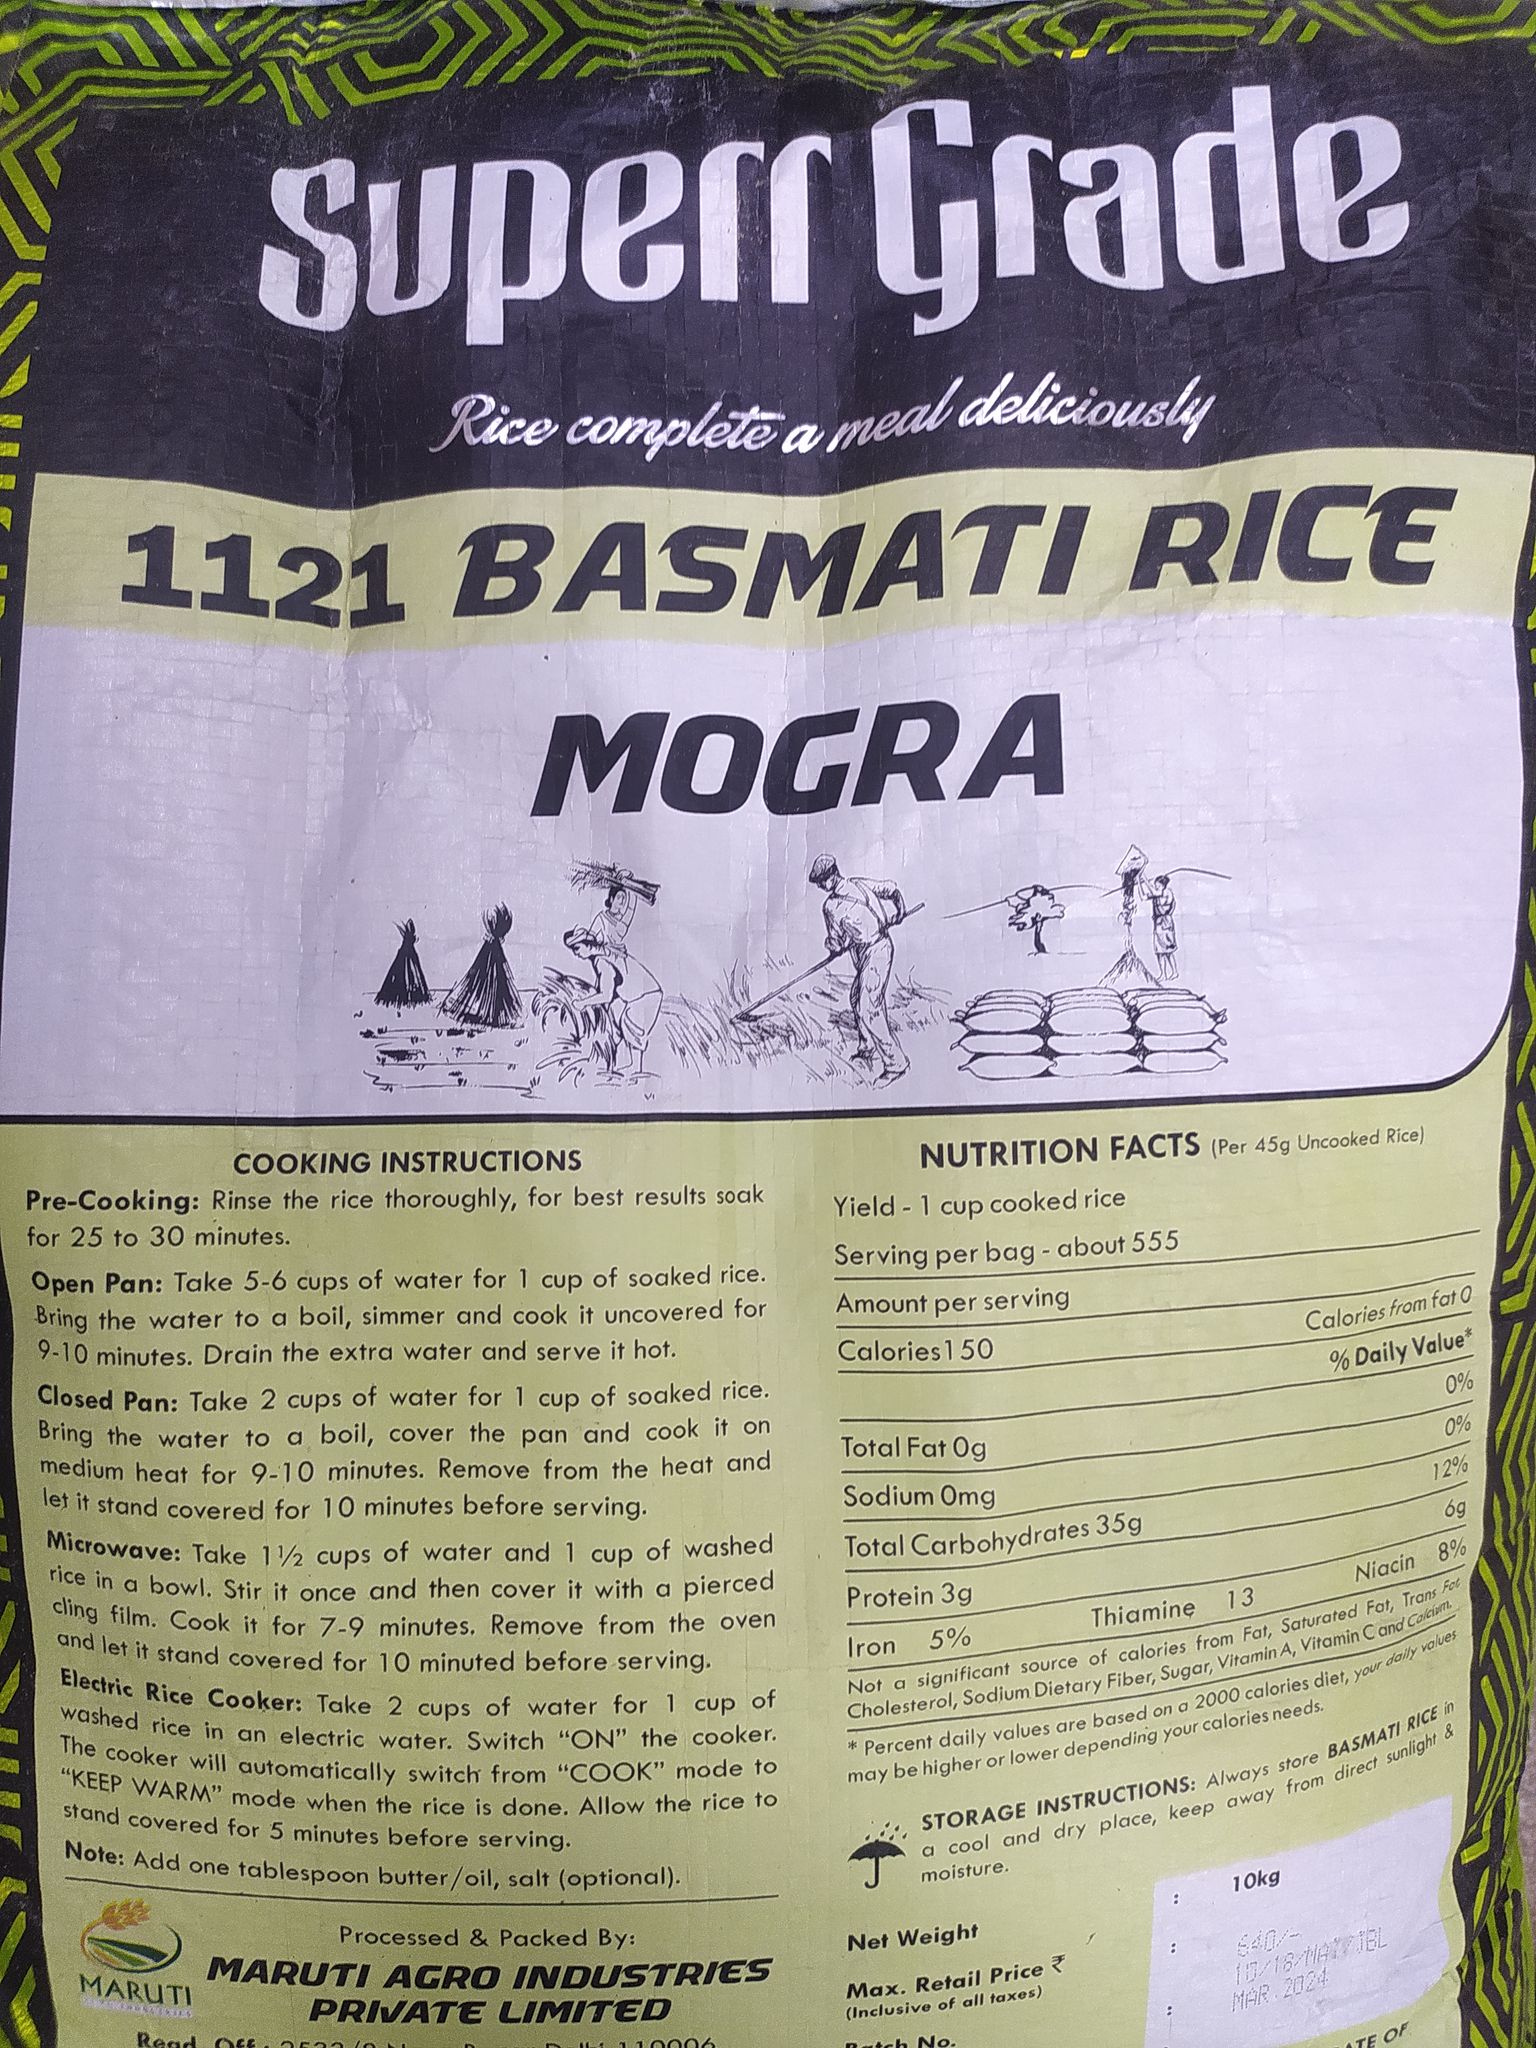 Superr Grade
Rice complete a meal deliciously
1121 BASMATI RICE
MOGRA
COOKING INSTRUCTIONS
Pre-Cooking: Rinse the rice thoroughly, for best results soak
for 25 to 30 minutes.
Open Pan: Take 5-6 cups of water for 1 cup of soaked rice.
Bring the water to a boil, simmer and cook it uncovered for
9-10 minutes. Drain the extra water and serve it hot.
Closed Pan: Take 2 cups of water for 1 cup of soaked rice.
Bring the water to a boil, cover the pan and cook it on
medium heat for 9-10 minutes. Remove from the heat and
let it stand covered for 10 minutes before serving.
Microwave: Take 1½ cups of water and 1 cup of washed
rice in a bowl. Stir it once and then cover it with a pierced
cling film. Cook it for 7-9 minutes. Remove from the oven
and let it stand covered for 10 minuted before serving.
Electric Rice Cooker: Take 2 cups of water for 1 cup of
washed rice in an electric water. Switch "ON" the cooker.
The cooker will automatically switch from "COOK" mode to
"KEEP WARM" mode when the rice is done. Allow the rice to
stand covered for 5 minutes before serving.
Note: Add one tablespoon butter/oil, salt (optional).
MARUTI
Processed & Packed By:
MARUTI AGRO INDUSTRIES
PRIVATE LIMITED
NUTRITION FACTS (Per 45g Uncooked Rice)
Yield - 1 cup cooked rice
Serving per bag - about 555
Amount per serving
Calories150 Calories from fat 0
% Daily Value*
Total Fat 0g 0%
Sodium 0mg 0%
Total Carbohydrates 35g 12%
Protein 3g 6g
Iron 5% Thiamine 13 Niacin 8%
Not a significant source of calories from Fat, Saturated Fat, Trans Fat
Cholesterol, Sodium Dietary Fiber, Sugar, Vitamin A, Vitamin C and Calcium.
* Percent daily values are based on a 2000 calories diet, your daily values
may be higher or lower depending your calories needs.
STORAGE INSTRUCTIONS: Always store BASMATI RICE in
a cool and dry place, keep away from direct sunlight &
moisture.
Net Weight : 10kg
Max. Retail Price ₹ : 640/-
(Inclusive of all taxes)
10/18/MAT/JBL
MAR.2024
Batch No. :